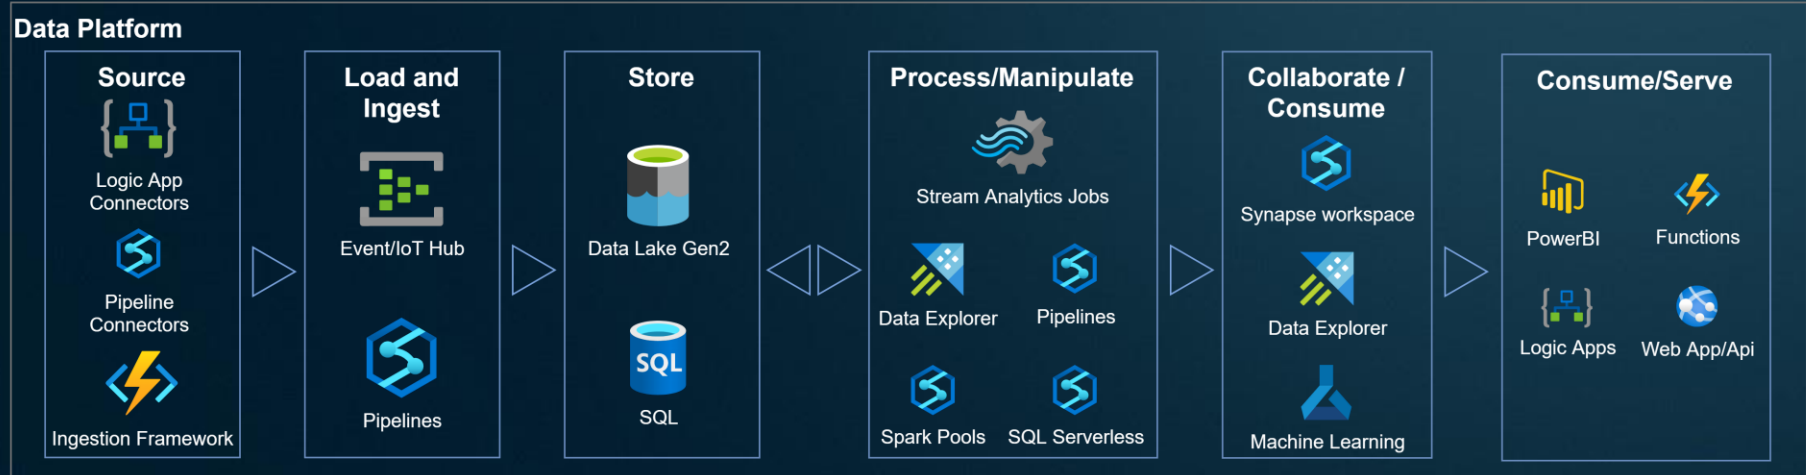 Data Platform
Source
Logic App
Connectors
Pipeline
Connectors
Ingestion Framework
Load and
Ingest
Event/IoT Hub
Pipelines
Store
Data Lake Gen2
SQL
SQL
Process/Manipulate
Stream Analytics Jobs
Data Explorer
Pipelines
Spark Pools
SQL Serverless
Collaborate /
Consume
Synapse workspace
Data Explorer
Machine Learning
Consume/Serve
PowerBI
Functions
Logic Apps
Web App/Api